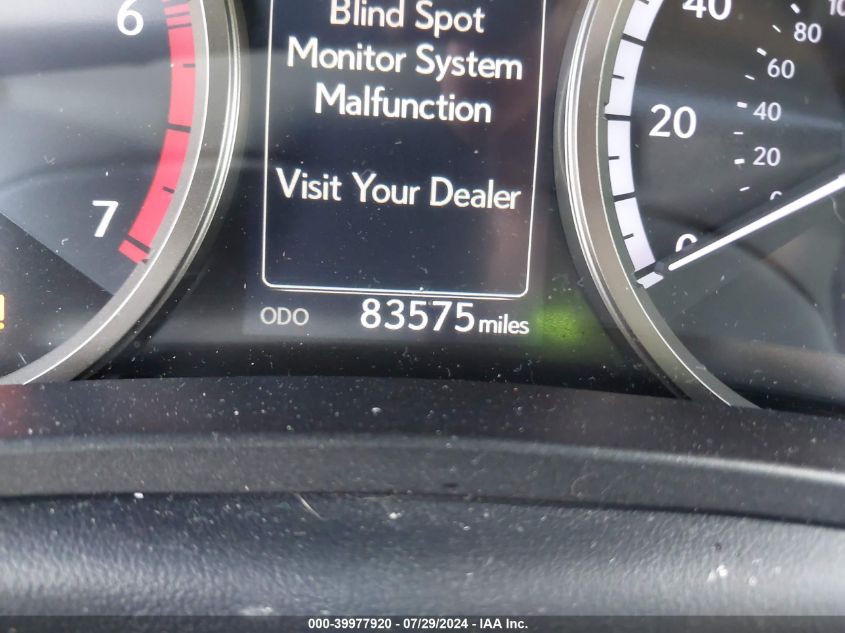 Blind Spot
Monitor System
Malfunction
Visit Your Dealer
ODO 83575 miles
6
7
40
20
0
80
60
40
20
!
000-39977920 - 07/29/2024 - IAA Inc.